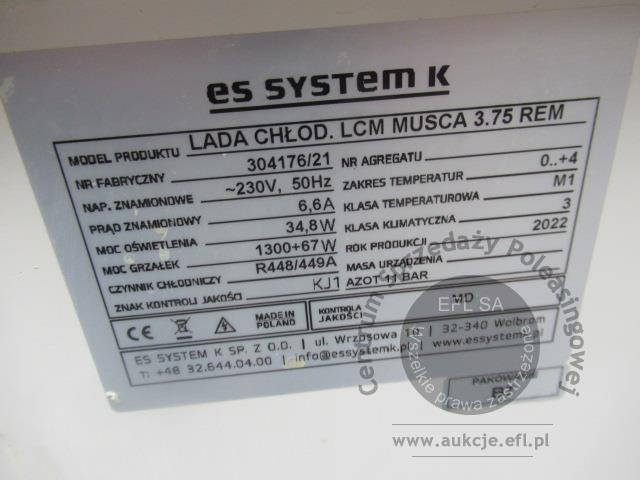 es system k
MODEL PRODUKTU LADA CHŁOD. LCM MUSCA 3.75 REM
NR FABRYCZNY 304176/21 NR AGREGATU
NAP. ZNAMIONOWE ~230V, 50Hz ZAKRES TEMPERATUR 0..+4
PRĄD ZNAMIONOWY 6,6A KLASA TEMPERATUROWA M1
MOC OŚWIETLENIA 34,8W KLASA KLIMATYCZNA 3
MOC GRZAŁEK 1300+67W ROK PRODUKCJI 2022
CZYNNIK CHŁODNICZY R448/449A MASA URZĄDZENIA
ZNAK KONTROLI JAKOŚCI KJ1 AZOT 11 BAR
CE MADE IN POLAND KONTROLA JAKOŚCI MD
ES SYSTEM K SP. Z O.O. | ul. Wrzosowa 10 | 32-340 Wolbrom
T: +48 32.644.04.00 | info@essystemk.pl | www.essystemk.pl
PAKOWANIE
Centrum Sprzedaży Poleasingowej
EFL SA
wszelkie prawa zastrzeżone
www.aukcje.efl.pl